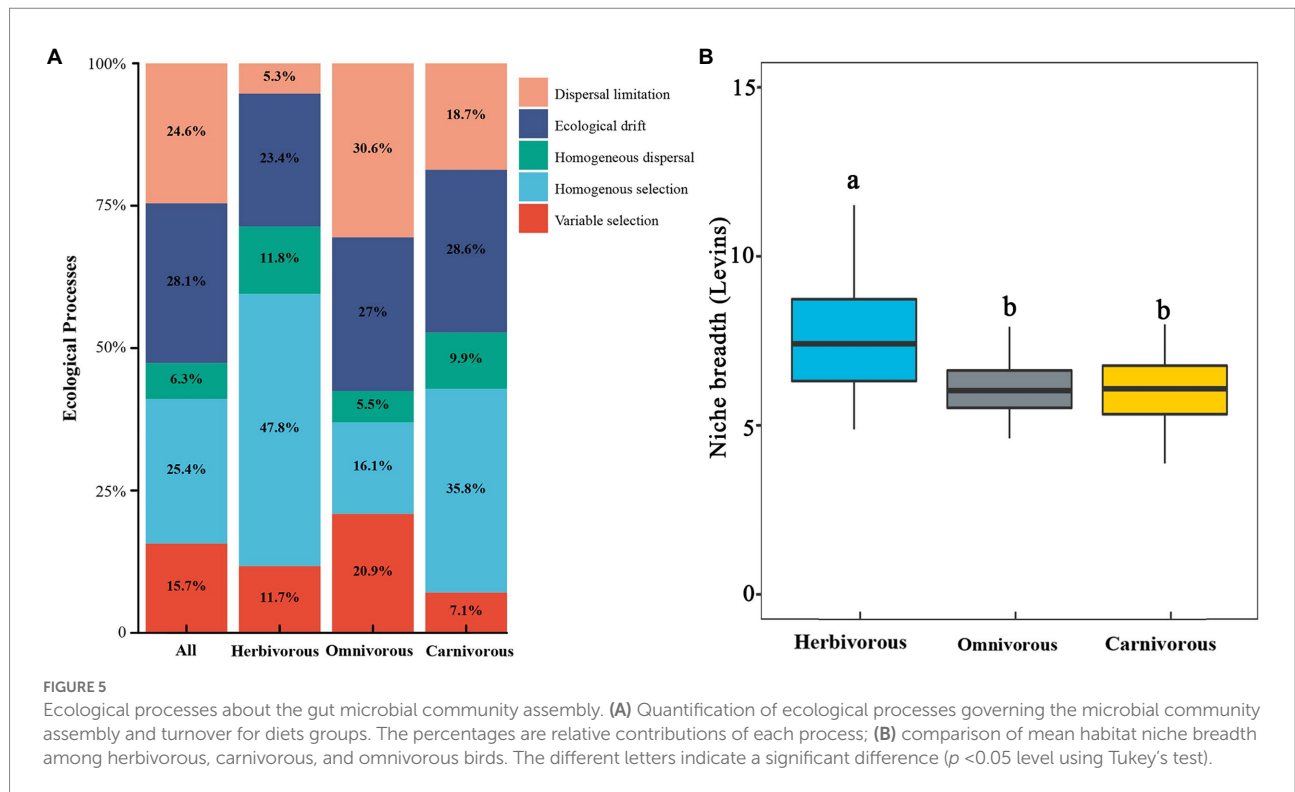 A
100%
75%
50%
25%
0
Ecological Processes
24.6%
28.1%
6.3%
25.4%
15.7%
5.3%
23.4%
11.8%
47.8%
11.7%
30.6%
27%
5.5%
16.1%
20.9%
18.7%
28.6%
9.9%
35.8%
7.1%
All Herbivorous Omnivorous Carnivorous
Dispersal limitation
Ecological drift
Homogeneous dispersal
Homogenous selection
Variable selection
B
15
10
5
0
Niche breadth (Levins)
a
b
b
Herbivorous Omnivorous Carnivorous
FIGURE 5
Ecological processes about the gut microbial community assembly. (A) Quantification of ecological processes governing the microbial community
assembly and turnover for diets groups. The percentages are relative contributions of each process; (B) comparison of mean habitat niche breadth
among herbivorous, carnivorous, and omnivorous birds. The different letters indicate a significant difference (p <0.05 level using Tukey's test).